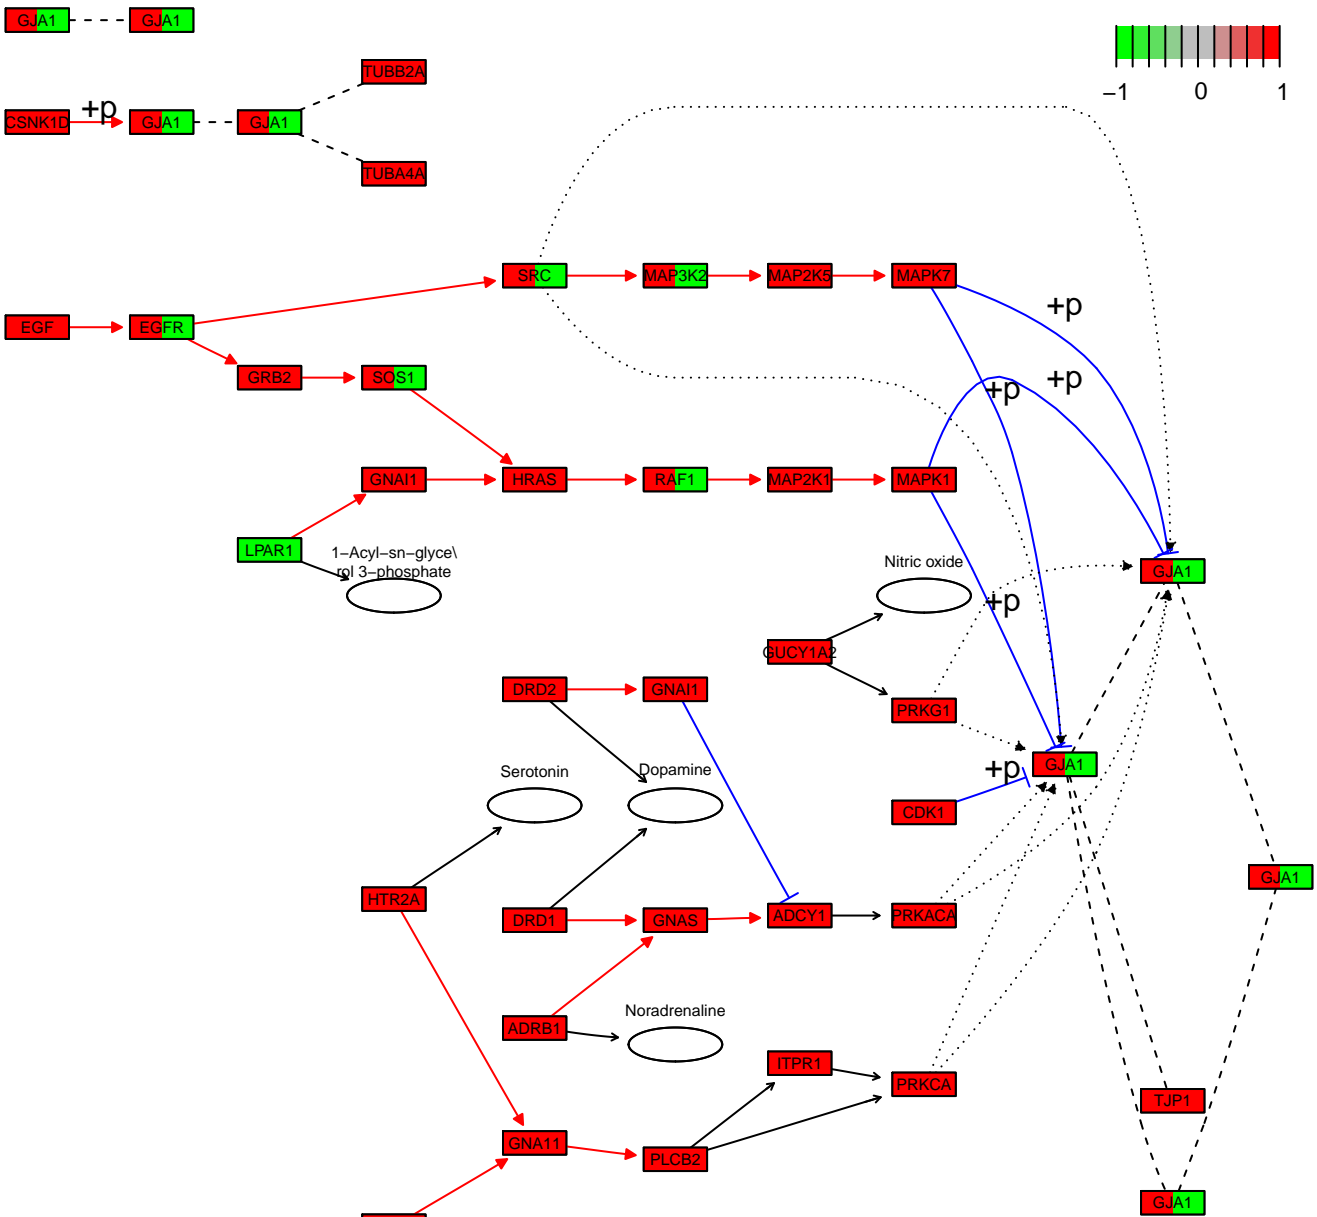 GJA1 GJA1
−1 0 1
TUBB2A
+p
CSNK1D GJA1 GJA1
TUBA4A
SRC MAP3K2 MAP2K5 MAPK7
+p
EGF EGFR
GRB2 SOS1
+p
+p
GNAI1 HRAS RAF1 MAP2K1 MAPK1
LPAR1
1−Acyl−sn−glyce\
rol 3−phosphate
Nitric oxide
GJA1
+p
GUCY1A2
DRD2 GNAI1
PRKG1
Serotonin Dopamine
+p
GJA1
CDK1
GJA1
HTR2A
DRD1 GNAS ADCY1 PRKACA
Noradrenaline
ADRB1
ITPR1
PRKCA
TJP1
GNA11
PLCB2
GJA1